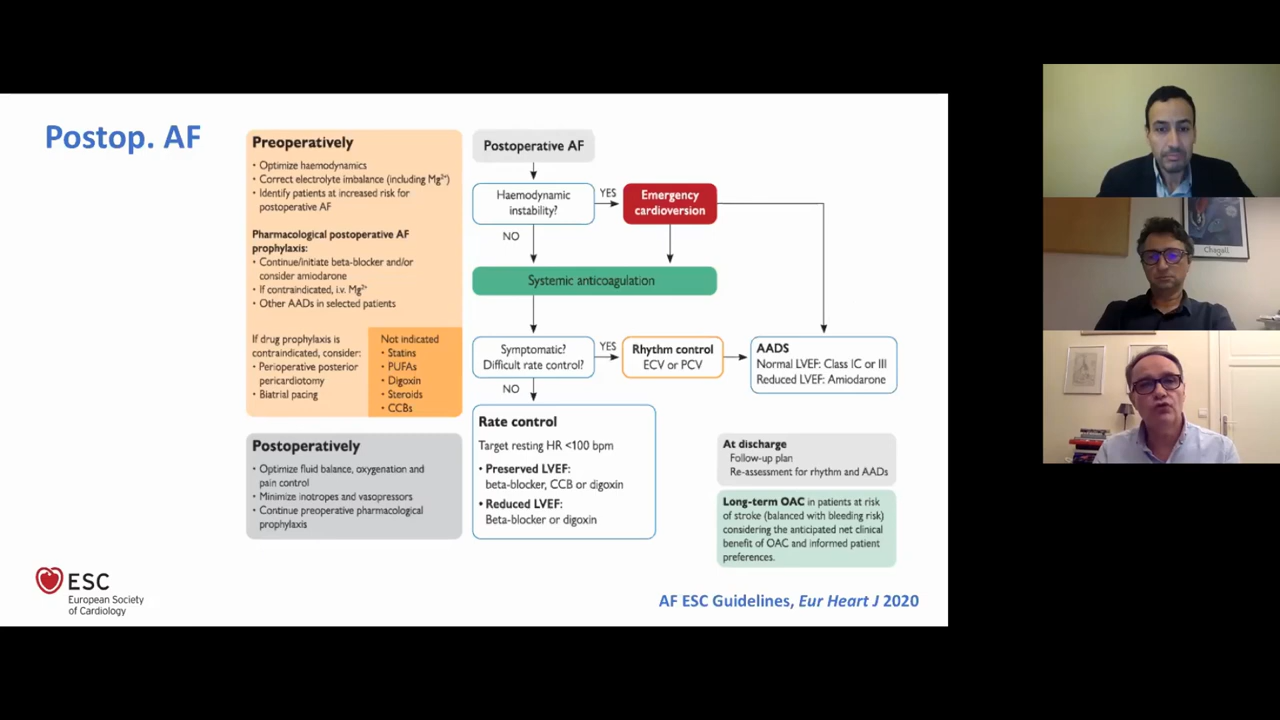 Postop. AF
Preoperatively
• Optimize haemodynamics
• Correct electrolyte imbalance (including Mg²⁺)
• Identify patients at increased risk for
postoperative AF
Pharmacological postoperative AF
prophylaxis:
• Continue/initiate beta-blocker and/or
consider amiodarone
• If contraindicated, i.v. Mg²⁺
• Other AADs in selected patients
If drug prophylaxis is
contraindicated, consider:
• Perioperative posterior
pericardiotomy
• Biatrial pacing
Not indicated
• Statins
• PUFAs
• Digoxin
• Steroids
• CCBs
Postoperatively
• Optimize fluid balance, oxygenation and
pain control
• Minimize inotropes and vasopressors
• Continue preoperative pharmacological
prophylaxis
Postoperative AF
Haemodynamic
instability?
YES
Emergency
cardioversion
NO
Systemic anticoagulation
Symptomatic?
Difficult rate control?
YES
Rhythm control
ECV or PCV
AADS
Normal LVEF: Class IC or III
Reduced LVEF: Amiodarone
NO
Rate control
Target resting HR <100 bpm
• Preserved LVEF:
beta-blocker, CCB or digoxin
• Reduced LVEF:
Beta-blocker or digoxin
At discharge
Follow-up plan
Re-assessment for rhythm and AADs
Long-term OAC in patients at risk
of stroke (balanced with bleeding risk)
considering the anticipated net clinical
benefit of OAC and informed patient
preferences.
ESC
European Society
of Cardiology
AF ESC Guidelines, Eur Heart J 2020
Chagall